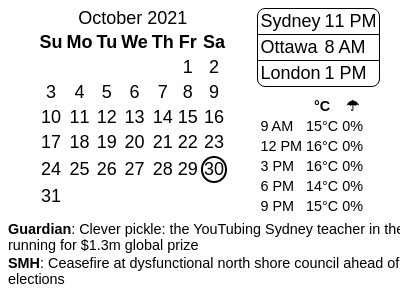 October 2021
Su Mo Tu We Th Fr Sa
1 2
3 4 5 6 7 8 9
10 11 12 13 14 15 16
17 18 19 20 21 22 23
24 25 26 27 28 29 30
31
Sydney 11 PM
Ottawa 8 AM
London 1 PM
°C ☂
9 AM 15°C 0%
12 PM 16°C 0%
3 PM 16°C 0%
6 PM 14°C 0%
9 PM 15°C 0%
Guardian: Clever pickle: the YouTubing Sydney teacher in the
running for $1.3m global prize
SMH: Ceasefire at dysfunctional north shore council ahead of
elections